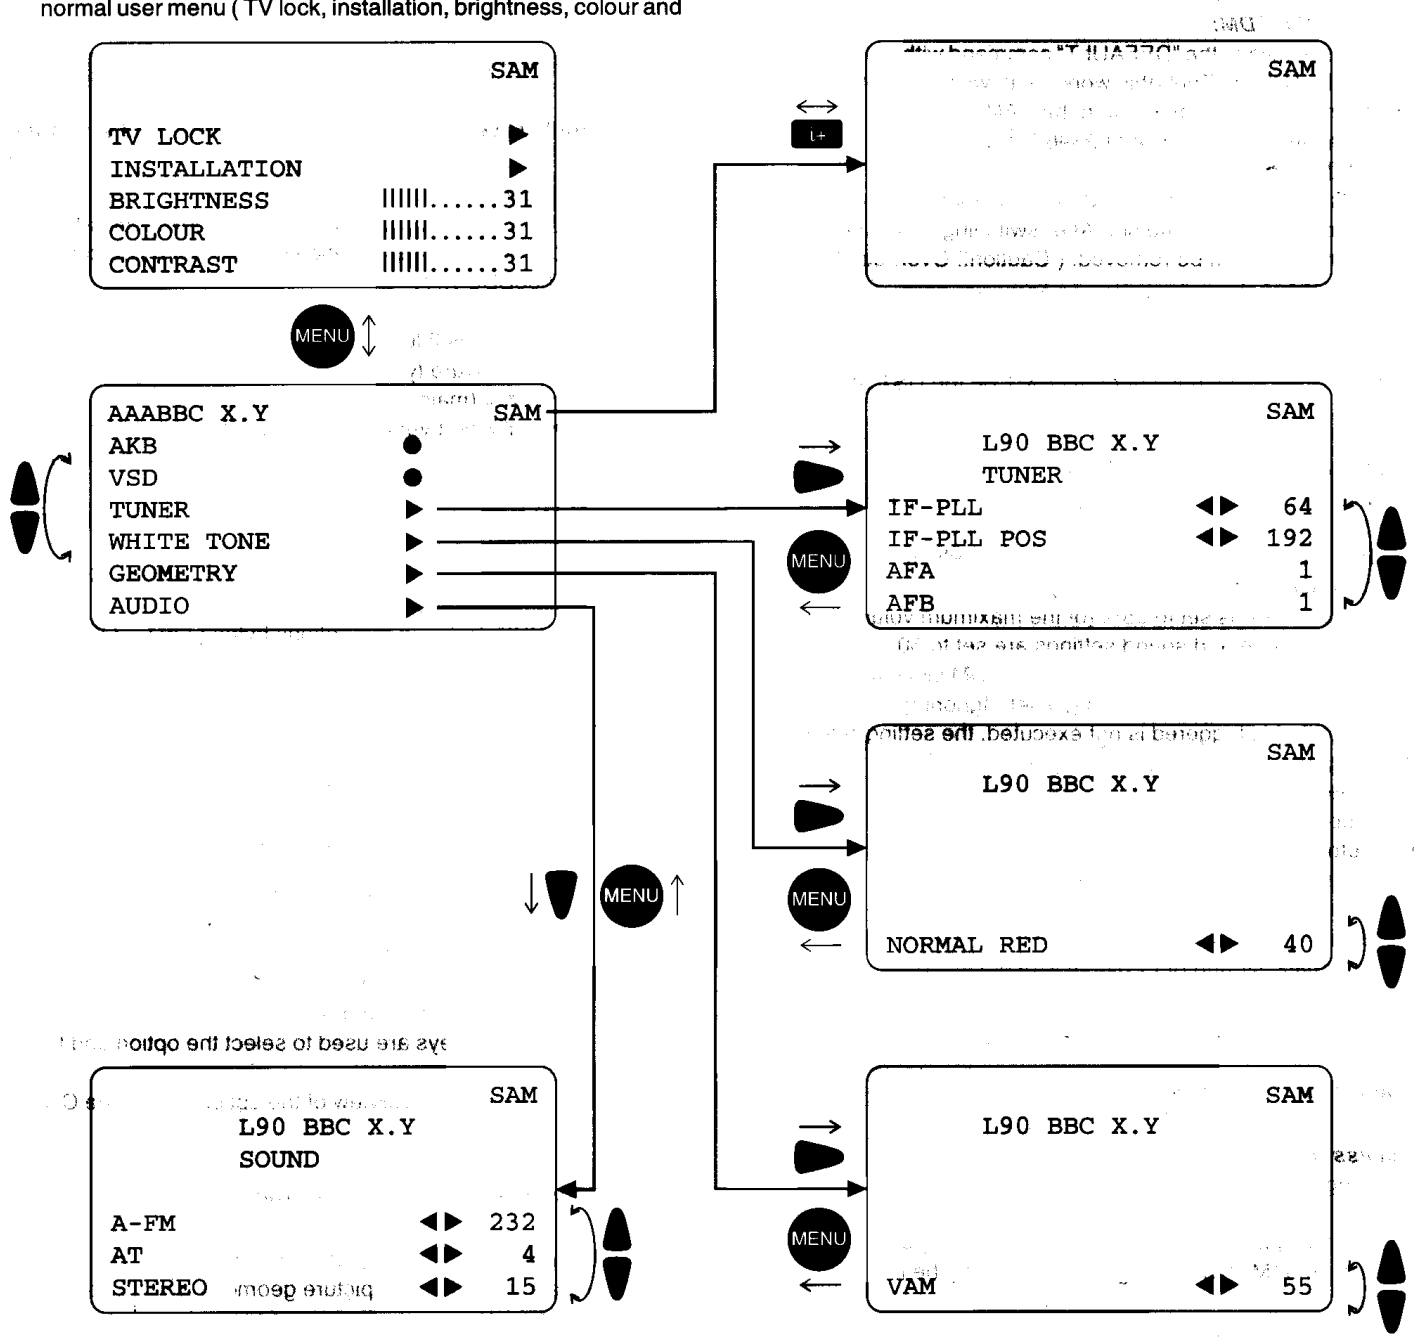 normal user menu ( TV lock, installation, brightness, colour and
SAM
TV LOCK ▶
INSTALLATION ▶
BRIGHTNESS ||||||......31
COLOUR ||||||......31
CONTRAST ||||||......31
MENU
i+
SAM
AAABBC X.Y SAM
AKB ●
VSD ●
TUNER ▶
WHITE TONE ▶
GEOMETRY ▶
AUDIO ▶
MENU
SAM
L90 BBC X.Y
TUNER
IF-PLL ◀▶ 64
IF-PLL POS ◀▶ 192
AFA 1
AFB 1
MENU
SAM
L90 BBC X.Y
NORMAL RED ◀▶ 40
MENU
MENU
SAM
L90 BBC X.Y
SOUND
A-FM ◀▶ 232
AT ◀▶ 4
STEREO ◀▶ 15
MENU
SAM
L90 BBC X.Y
VAM ◀▶ 55